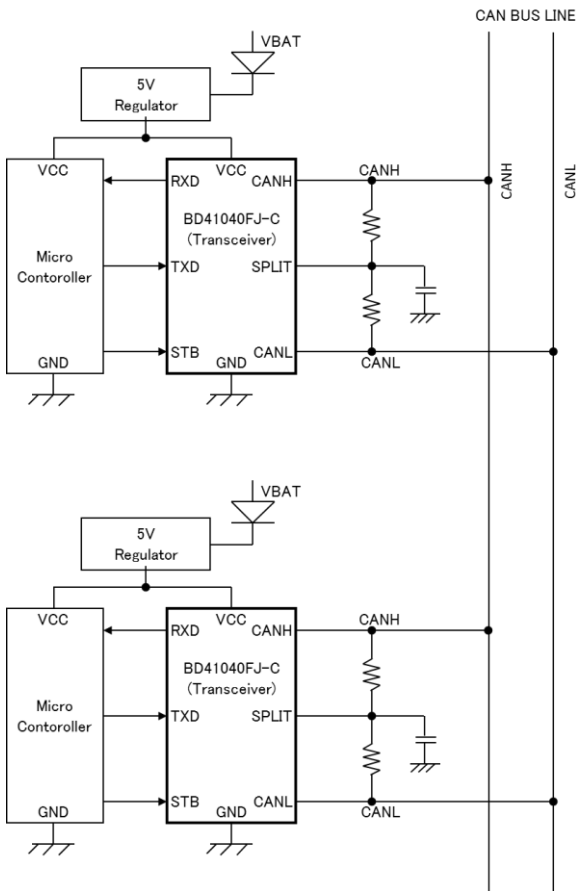 CAN BUS LINE
VBAT
5V
Regulator
VCC
VCC
RXD
CANH
CANH
CANH
CANL
BD41040FJ-C
(Transceiver)
Micro
Contoroller
TXD
SPLIT
STB
CANL
GND
GND
CANL
VBAT
5V
Regulator
VCC
VCC
RXD
CANH
CANH
BD41040FJ-C
(Transceiver)
Micro
Contoroller
TXD
SPLIT
STB
CANL
GND
GND
CANL